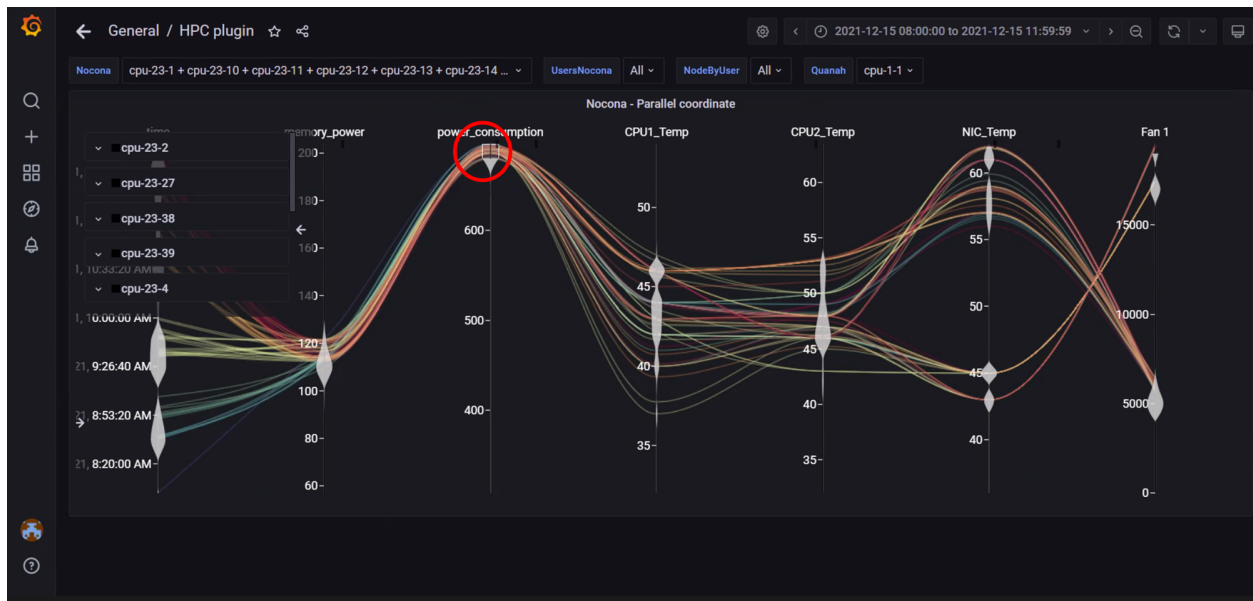 General / HPC plugin
2021-12-15 08:00:00 to 2021-12-15 11:59:59
Nocona cpu-23-1 + cpu-23-10 + cpu-23-11 + cpu-23-12 + cpu-23-13 + cpu-23-14 ... UsersNocona All NodeByUser All Quanah cpu-1-1
Nocona - Parallel coordinate
time memory_power power_consumption CPU1_Temp CPU2_Temp NIC_Temp Fan 1
cpu-23-2
cpu-23-27
cpu-23-38
cpu-23-39
1, 10:33:20 AM
cpu-23-4
1, 10:00:00 AM
21, 9:26:40 AM
21, 8:53:20 AM
21, 8:20:00 AM
200
180
160
140
120
100
80
60
600
500
400
50
45
40
35
60
55
50
45
40
35
60
55
50
45
40
15000
10000
5000
0